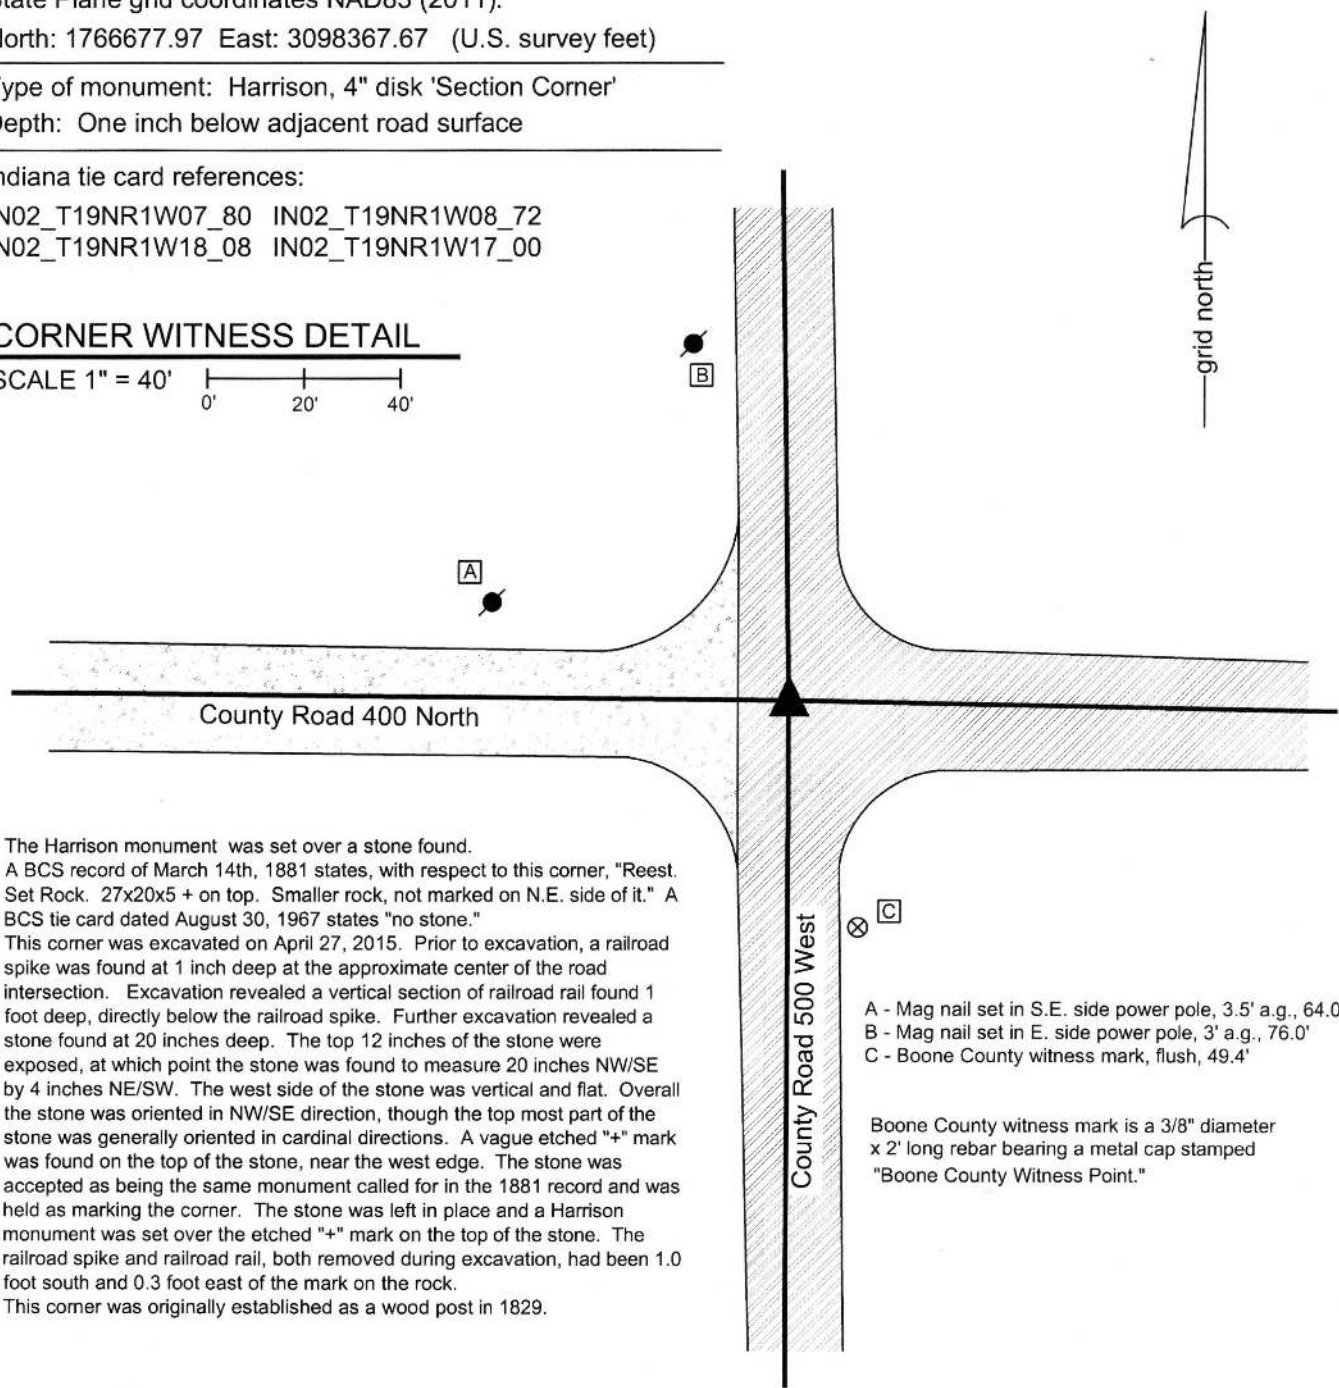 State Plane grid coordinates NAD83 (2011):
North: 1766677.97 East: 3098367.67 (U.S. survey feet)
Type of monument: Harrison, 4" disk 'Section Corner'
Depth: One inch below adjacent road surface
Indiana tie card references:
IN02_T19NR1W07_80 IN02_T19NR1W08_72
IN02_T19NR1W18_08 IN02_T19NR1W17_00
CORNER WITNESS DETAIL
SCALE 1" = 40'
0' 20' 40'
grid north
B
A
County Road 400 North
C
County Road 500 West
The Harrison monument was set over a stone found.
A BCS record of March 14th, 1881 states, with respect to this corner, "Reest.
Set Rock. 27x20x5 + on top. Smaller rock, not marked on N.E. side of it." A
BCS tie card dated August 30, 1967 states "no stone."
This corner was excavated on April 27, 2015. Prior to excavation, a railroad
spike was found at 1 inch deep at the approximate center of the road
intersection. Excavation revealed a vertical section of railroad rail found 1
foot deep, directly below the railroad spike. Further excavation revealed a
stone found at 20 inches deep. The top 12 inches of the stone were
exposed, at which point the stone was found to measure 20 inches NW/SE
by 4 inches NE/SW. The west side of the stone was vertical and flat. Overall
the stone was oriented in NW/SE direction, though the top most part of the
stone was generally oriented in cardinal directions. A vague etched "+" mark
was found on the top of the stone, near the west edge. The stone was
accepted as being the same monument called for in the 1881 record and was
held as marking the corner. The stone was left in place and a Harrison
monument was set over the etched "+" mark on the top of the stone. The
railroad spike and railroad rail, both removed during excavation, had been 1.0
foot south and 0.3 foot east of the mark on the rock.
This corner was originally established as a wood post in 1829.
A - Mag nail set in S.E. side power pole, 3.5' a.g., 64.0
B - Mag nail set in E. side power pole, 3' a.g., 76.0'
C - Boone County witness mark, flush, 49.4'
Boone County witness mark is a 3/8" diameter
x 2' long rebar bearing a metal cap stamped
"Boone County Witness Point."